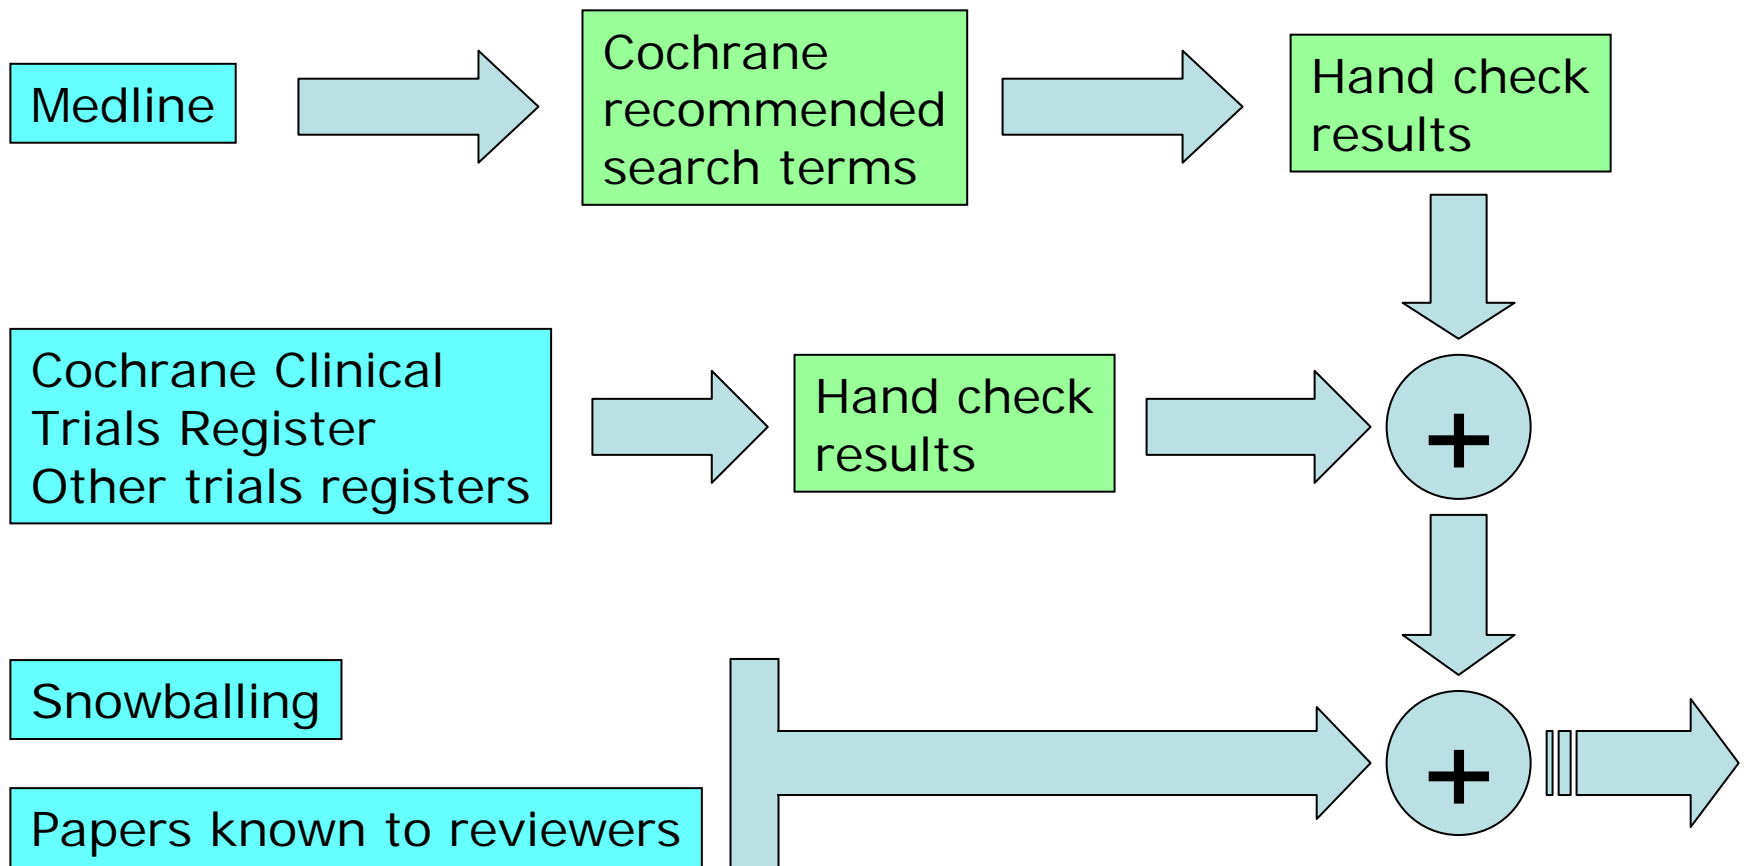 Medline
Cochrane
recommended
search terms
Hand check
results
Cochrane Clinical
Trials Register
Other trials registers
Hand check
results
+
Snowballing
+
Papers known to reviewers